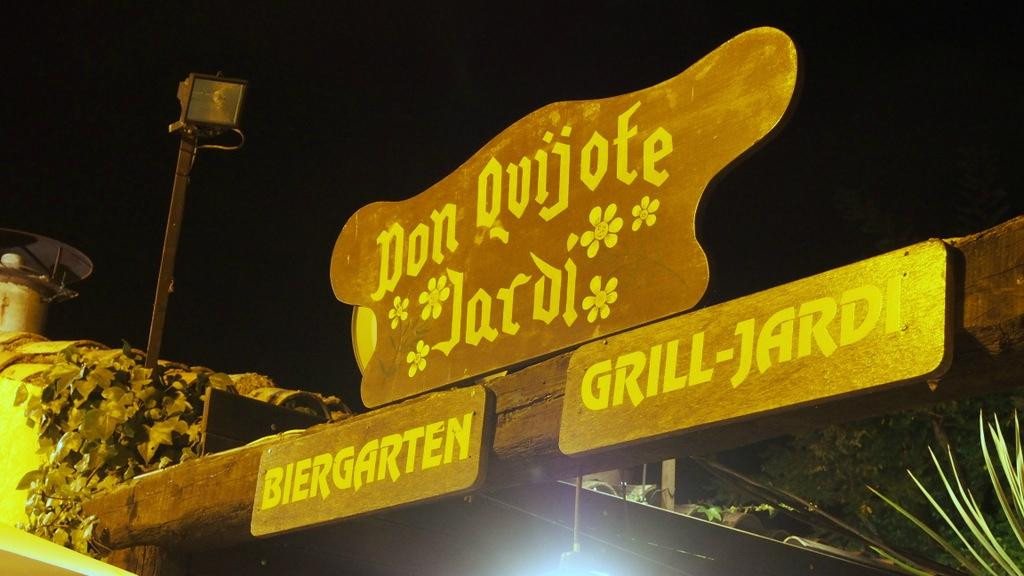 Don Quijote
Jardi
BIERGARTEN
GRILL-JARDI